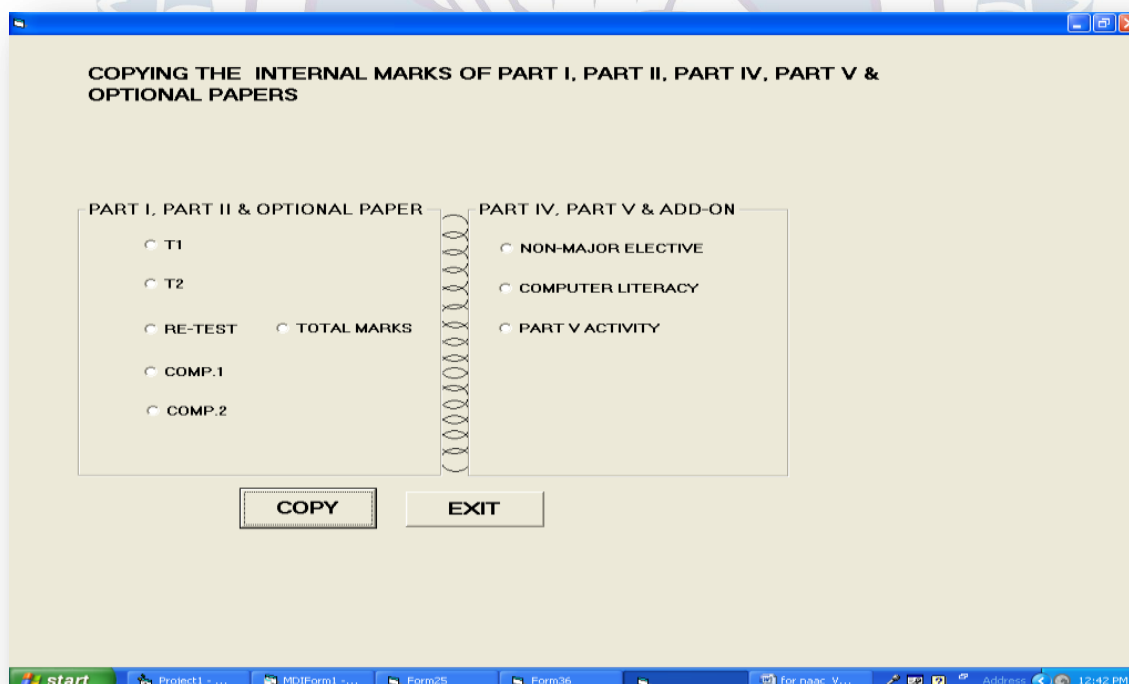 COPYING THE INTERNAL MARKS OF PART I, PART II, PART IV, PART V &
OPTIONAL PAPERS
PART I, PART II & OPTIONAL PAPER
T1
T2
RE-TEST
TOTAL MARKS
COMP.1
COMP.2
PART IV, PART V & ADD-ON
NON-MAJOR ELECTIVE
COMPUTER LITERACY
PART V ACTIVITY
COPY
EXIT
start
Project1 - ...
MDIForm1 -...
Form25
Form36
for naac_V...
Address
12:42 PM